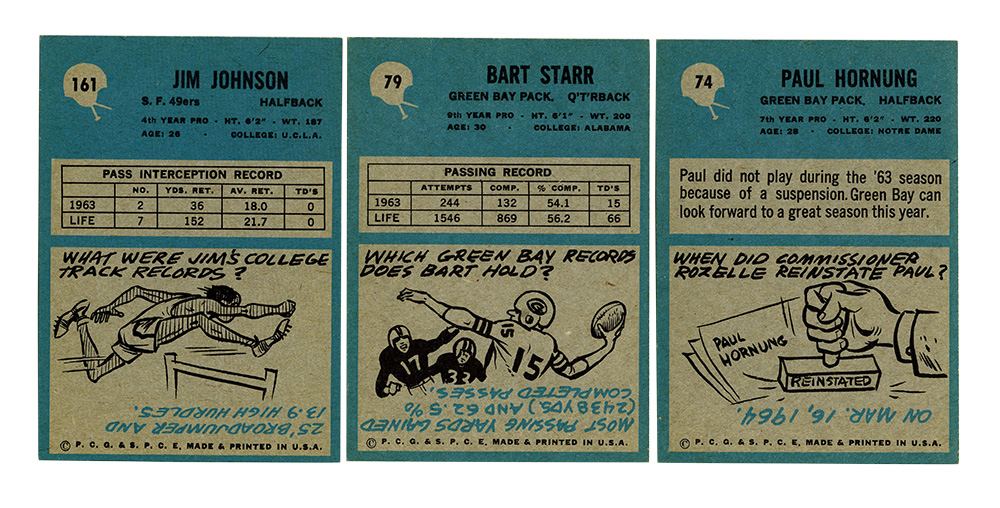 161
JIM JOHNSON
S. F. 49ers HALFBACK
4th YEAR PRO - HT. 6'2" - WT. 187
AGE: 26 - COLLEGE: U.C.L.A.
PASS INTERCEPTION RECORD
NO. YDS. RET. AV. RET. TD'S
1963 2 36 18.0 0
LIFE 7 152 21.7 0
WHAT WERE JIM'S COLLEGE
TRACK RECORDS?
25 BROADJUMPER AND
13.9 HIGH HURDLES.
© P. C. G. & S. P. C. E, MADE & PRINTED IN U.S.A.
79
BART STARR
GREEN BAY PACK. Q'T'RBACK
9th YEAR PRO - HT. 6'1" - WT. 200
AGE: 30 - COLLEGE: ALABAMA
PASSING RECORD
ATTEMPTS COMP. % COMP. TD'S
1963 244 132 54.1 15
LIFE 1546 869 56.2 66
WHICH GREEN BAY RECORDS
DOES BART HOLD?
17
33
G
15
15
MOST PASSING YARDS GAINED
(2438 YDS.) AND 62.5 %
COMPLETED PASSES.
© P. C. G. & S. P. C. E, MADE & PRINTED IN U.S.A.
74
PAUL HORNUNG
GREEN BAY PACK. HALFBACK
7th YEAR PRO - HT. 6'2" - WT. 220
AGE: 28 - COLLEGE: NOTRE DAME
Paul did not play during the '63 season
because of a suspension. Green Bay can
look forward to a great season this year.
WHEN DID COMMISSIONER
ROZELLE REINSTATE PAUL?
PAUL
HORNUNG
REINSTATED
ON MAR. 16, 1964.
© P. C. G. & S. P. C. E, MADE & PRINTED IN U.S.A.